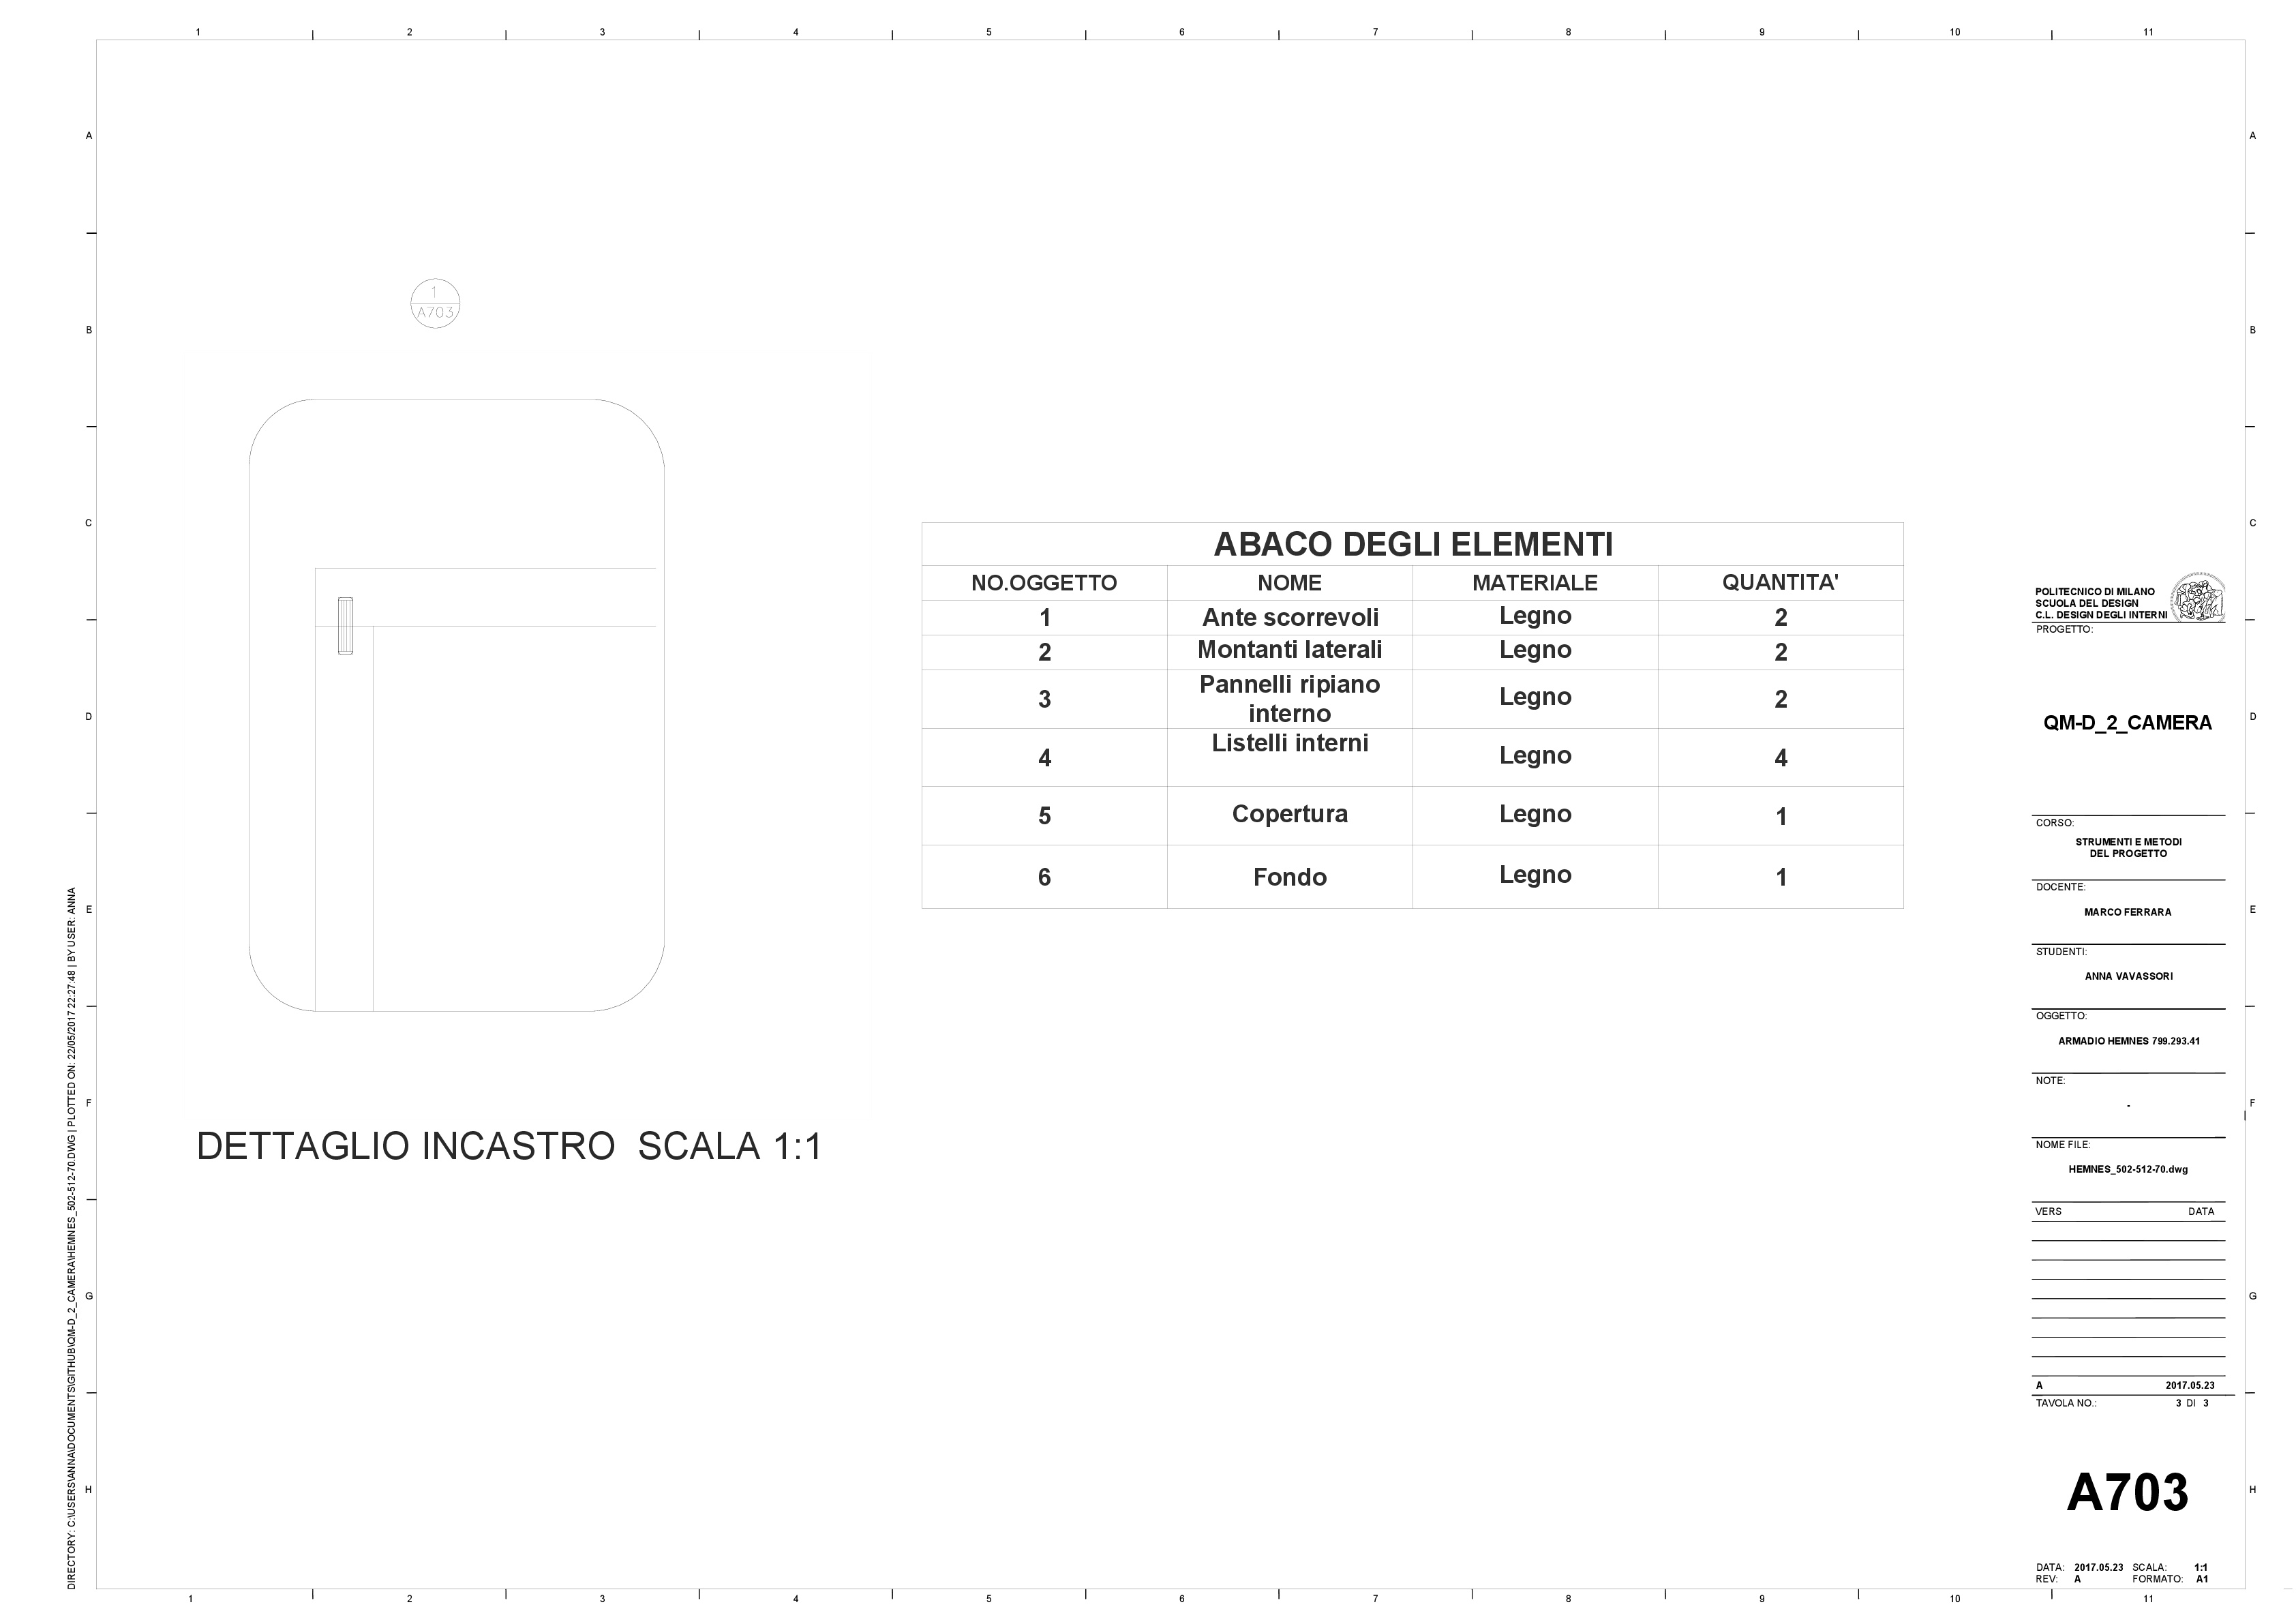 1 2 3 4 5 6 7 8 9 10 11
A A
1
A703
B B
C C
ABACO DEGLI ELEMENTI
NO.OGGETTO NOME MATERIALE QUANTITA'
1 Ante scorrevoli Legno 2
2 Montanti laterali Legno 2
3 Pannelli ripiano interno Legno 2
4 Listelli interni Legno 4
5 Copertura Legno 1
6 Fondo Legno 1
D D
E E
DETTAGLIO INCASTRO SCALA 1:1
F F
G G
H H
DIRECTORY: C:\USERS\ANNA\DOCUMENTS\GITHUB\QM-D_2_CAMERA\HEMNES_502-512-70.DWG | PLOTTED ON: 22/05/2017 22:27:48 | BY USER: ANNA
POLITECNICO DI MILANO
SCUOLA DEL DESIGN
C.L. DESIGN DEGLI INTERNI
PROGETTO:
QM-D_2_CAMERA
CORSO:
STRUMENTI E METODI
DEL PROGETTO
DOCENTE:
MARCO FERRARA
STUDENTI:
ANNA VAVASSORI
OGGETTO:
ARMADIO HEMNES 799.293.41
NOTE:
-
NOME FILE:
HEMNES_502-512-70.dwg
VERS DATA
A 2017.05.23
TAVOLA NO.: 3 DI 3
A703
DATA: 2017.05.23 SCALA: 1:1
REV: A FORMATO: A1
1 2 3 4 5 6 7 8 9 10 11